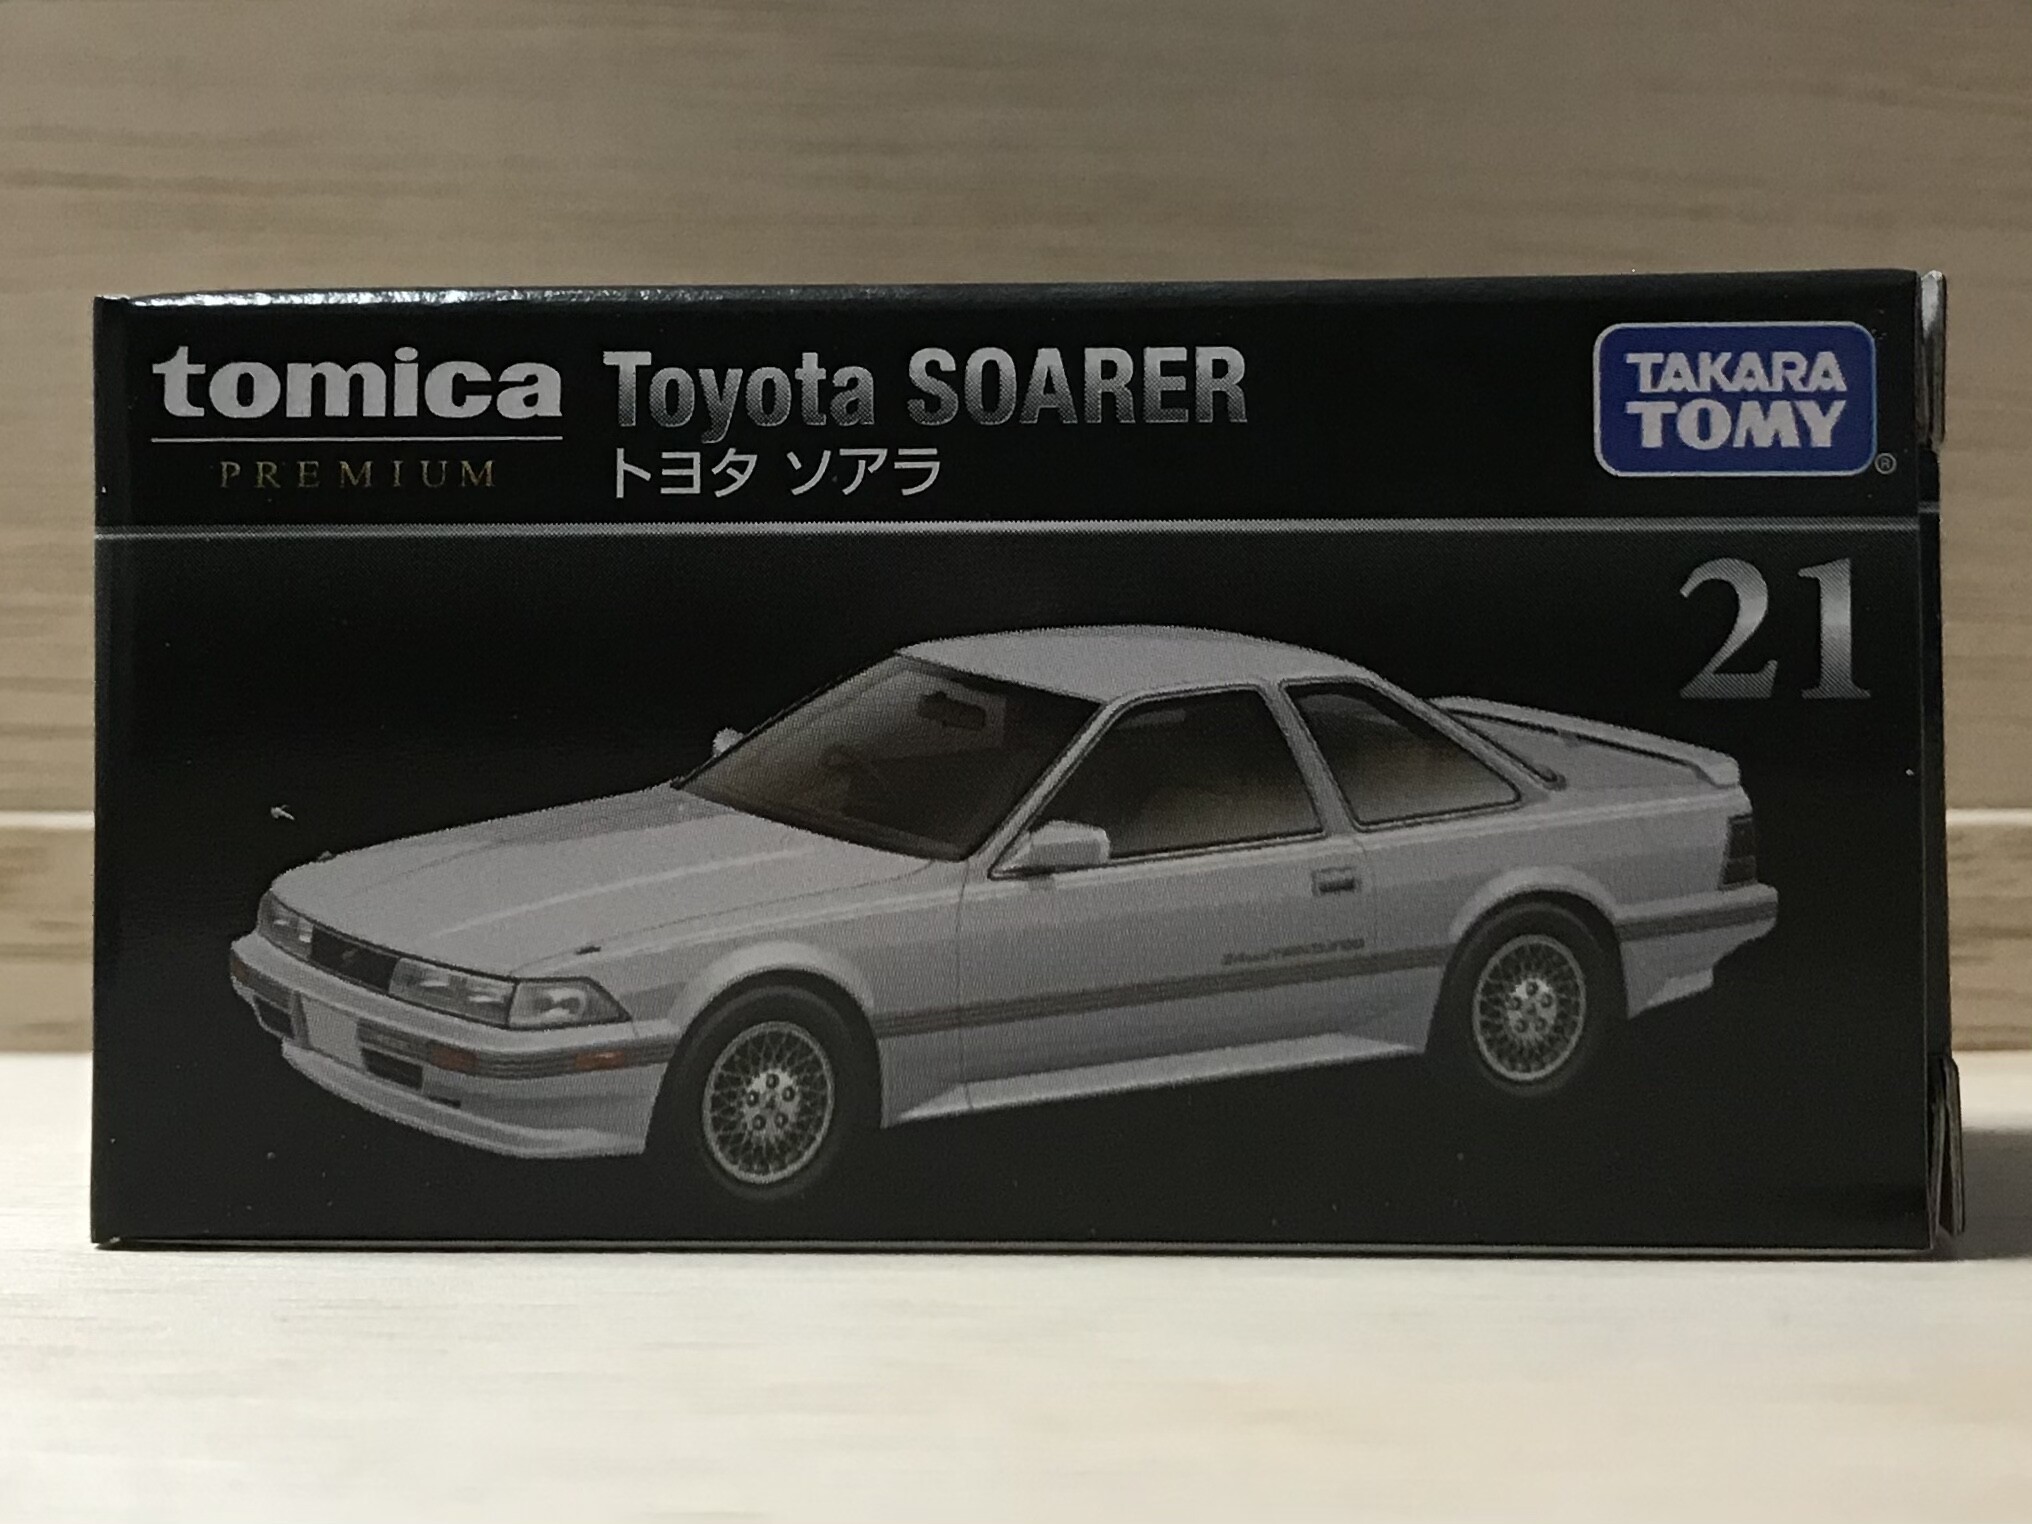 tomica
PREMIUM
Toyota SOARER
トヨタ ソアラ
TAKARA
TOMY
®
21